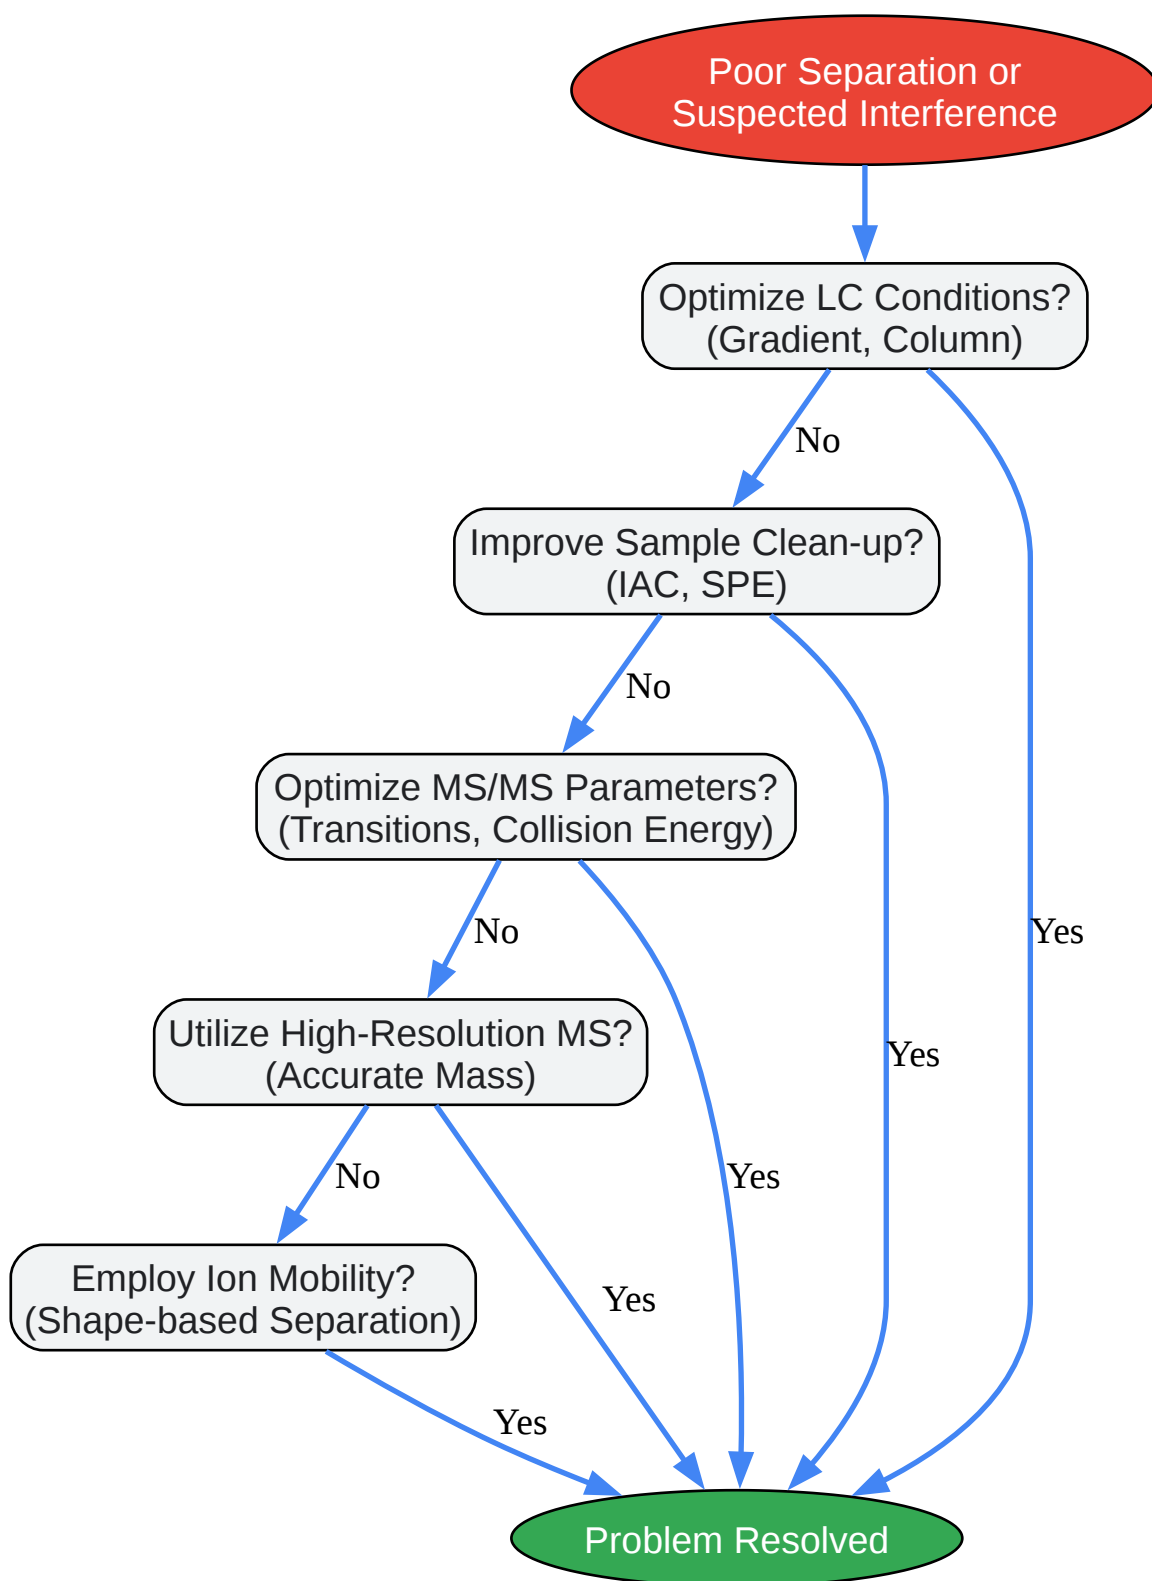 Poor Separation or
Suspected Interference
Optimize LC Conditions?
(Gradient, Column)
No
Improve Sample Clean-up?
(IAC, SPE)
No
Optimize MS/MS Parameters?
(Transitions, Collision Energy)
No
Yes
Utilize High-Resolution MS?
(Accurate Mass)
Yes
No
Yes
Employ Ion Mobility?
(Shape-based Separation)
Yes
Yes
Problem Resolved